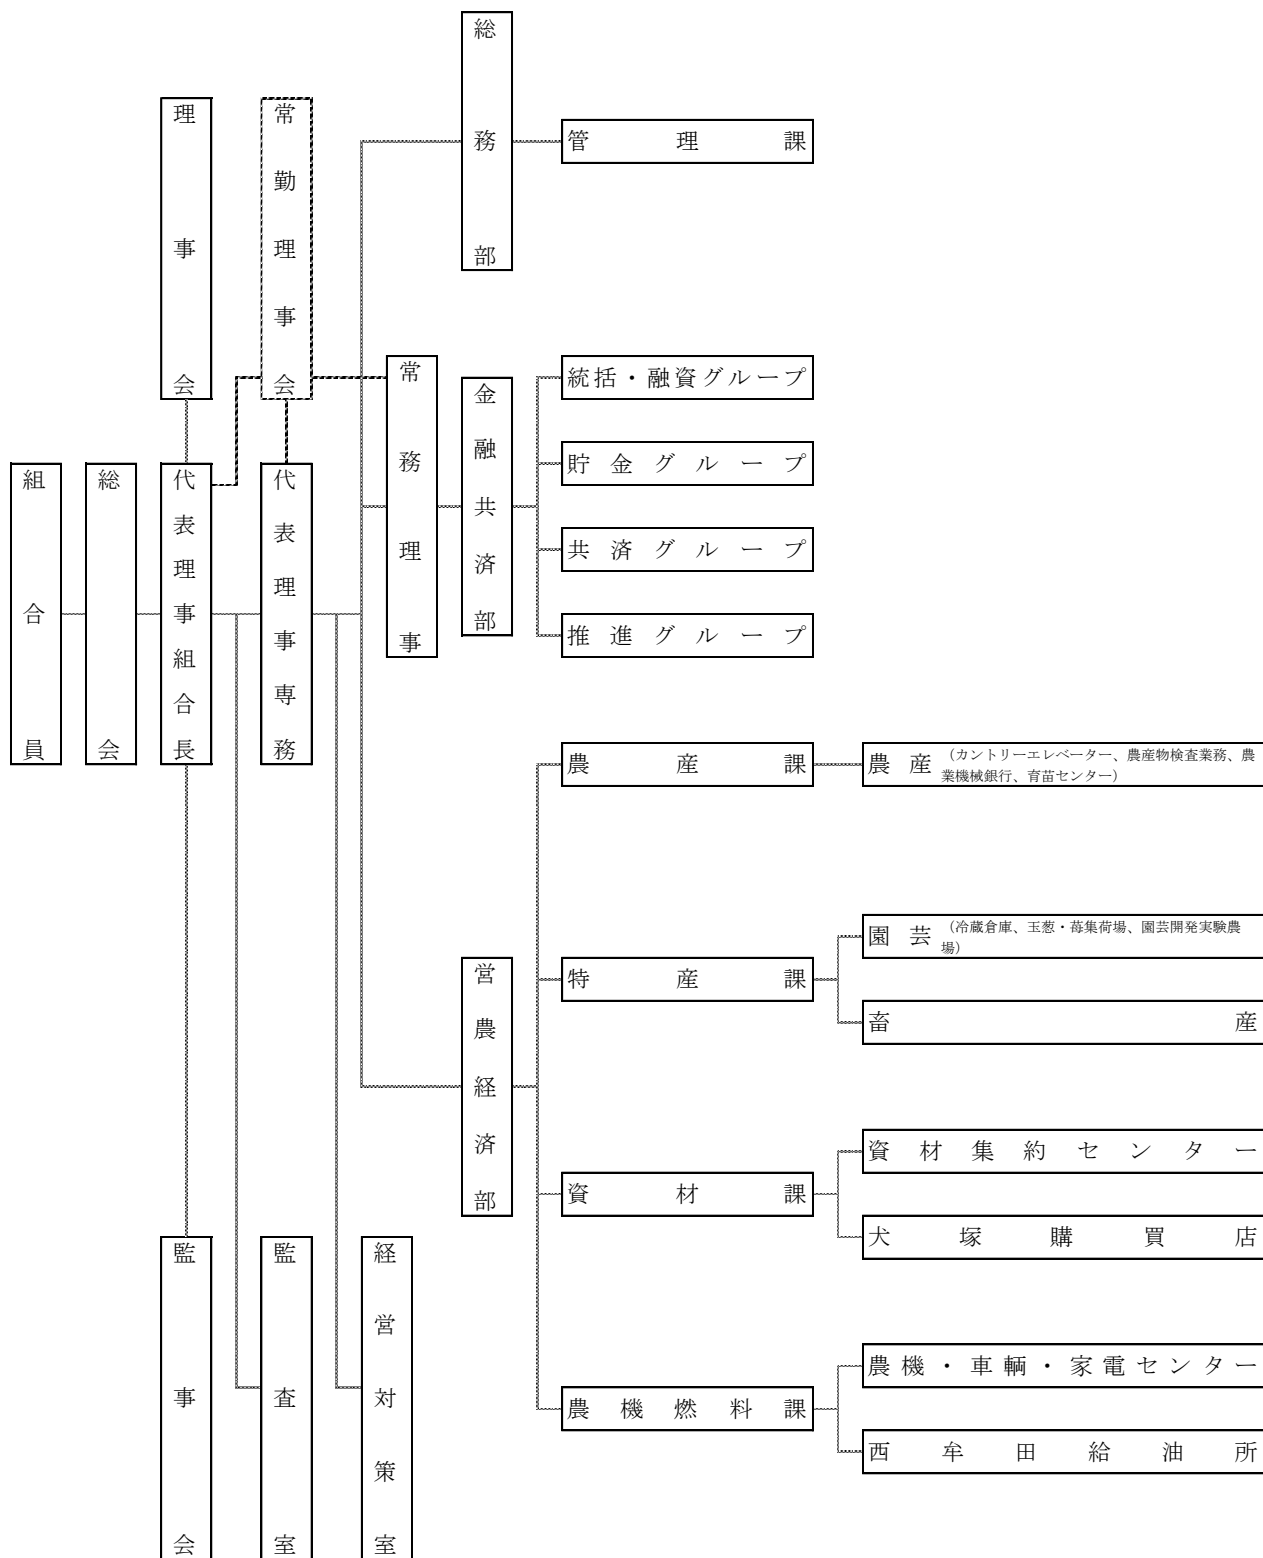 組合員
総会
理事会
代表理事組合長
監事会
常勤理事会
代表理事専務
監査室
経営対策室
常務理事
総務部
管理課
金融共済部
統括・融資グループ
貯金グループ
共済グループ
推進グループ
営農経済部
農産課
農産 (カントリーエレベーター、農産物検査業務、農
業機械銀行、育苗センター)
特産課
園芸 (冷蔵倉庫、玉葱・苺集荷場、園芸開発実験農
場)
畜産
資材課
資材集約センター
犬塚購買店
農機燃料課
農機・車輌・家電センター
西牟田給油所